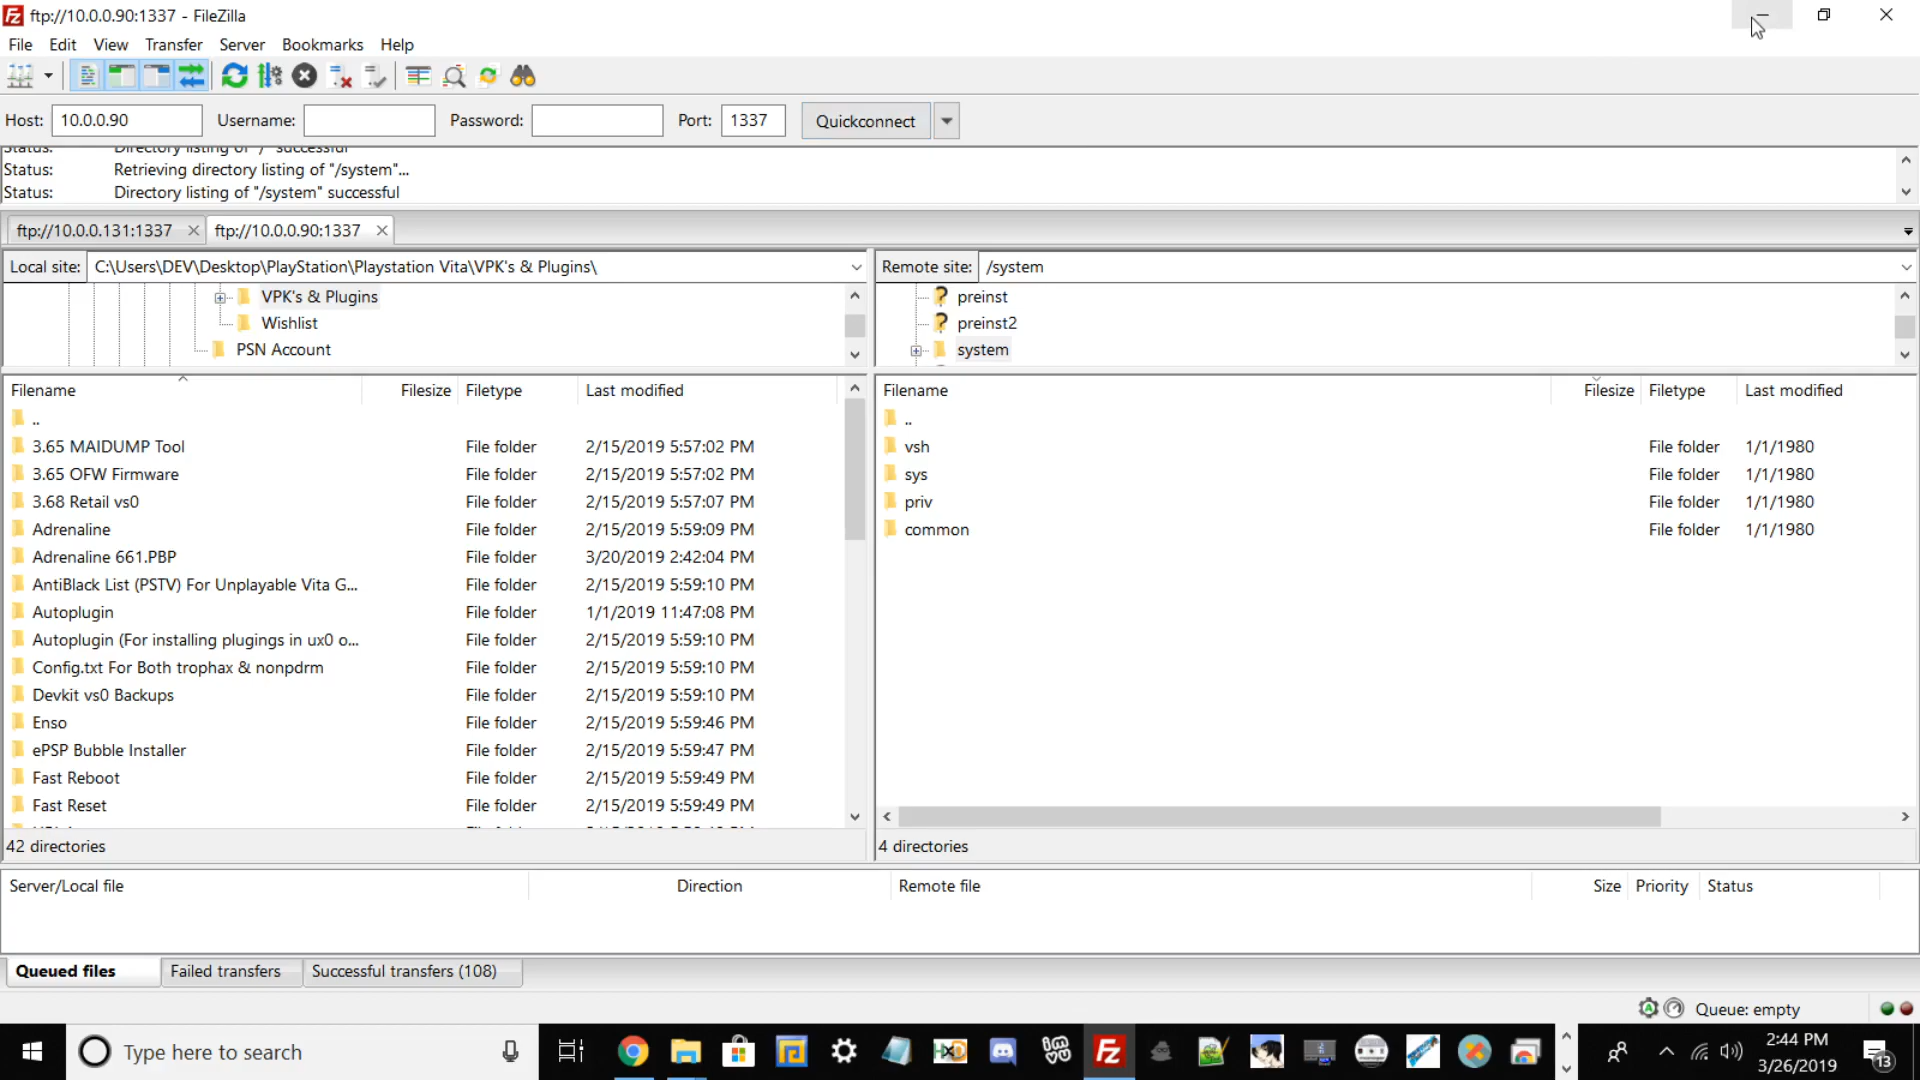 ftp://10.0.0.90:1337 - FileZilla
File Edit View Transfer Server Bookmarks Help
Host: 10.0.0.90 Username: Password: Port: 1337 Quickconnect
Status: Directory listing of "/" successful
Status: Retrieving directory listing of "/system"...
Status: Directory listing of "/system" successful
ftp://10.0.0.131:1337 ftp://10.0.0.90:1337
Local site: C:\Users\DEV\Desktop\PlayStation\Playstation Vita\VPK's & Plugins\
VPK's & Plugins
Wishlist
PSN Account
Filename Filesize Filetype Last modified
..
3.65 MAIDUMP Tool File folder 2/15/2019 5:57:02 PM
3.65 OFW Firmware File folder 2/15/2019 5:57:02 PM
3.68 Retail vs0 File folder 2/15/2019 5:57:07 PM
Adrenaline File folder 2/15/2019 5:59:09 PM
Adrenaline 661.PBP File folder 3/20/2019 2:42:04 PM
AntiBlack List (PSTV) For Unplayable Vita G... File folder 2/15/2019 5:59:10 PM
Autoplugin File folder 1/1/2019 11:47:08 PM
Autoplugin (For installing plugings in ux0 o... File folder 2/15/2019 5:59:10 PM
Config.txt For Both trophax & nonpdrm File folder 2/15/2019 5:59:10 PM
Devkit vs0 Backups File folder 2/15/2019 5:59:10 PM
Enso File folder 2/15/2019 5:59:46 PM
ePSP Bubble Installer File folder 2/15/2019 5:59:47 PM
Fast Reboot File folder 2/15/2019 5:59:49 PM
Fast Reset File folder 2/15/2019 5:59:49 PM
42 directories
Remote site: /system
preinst
preinst2
system
Filename Filesize Filetype Last modified
..
vsh File folder 1/1/1980
sys File folder 1/1/1980
priv File folder 1/1/1980
common File folder 1/1/1980
4 directories
Server/Local file Direction Remote file Size Priority Status
Queued files Failed transfers Successful transfers (108)
Queue: empty
Type here to search
2:44 PM
3/26/2019
13